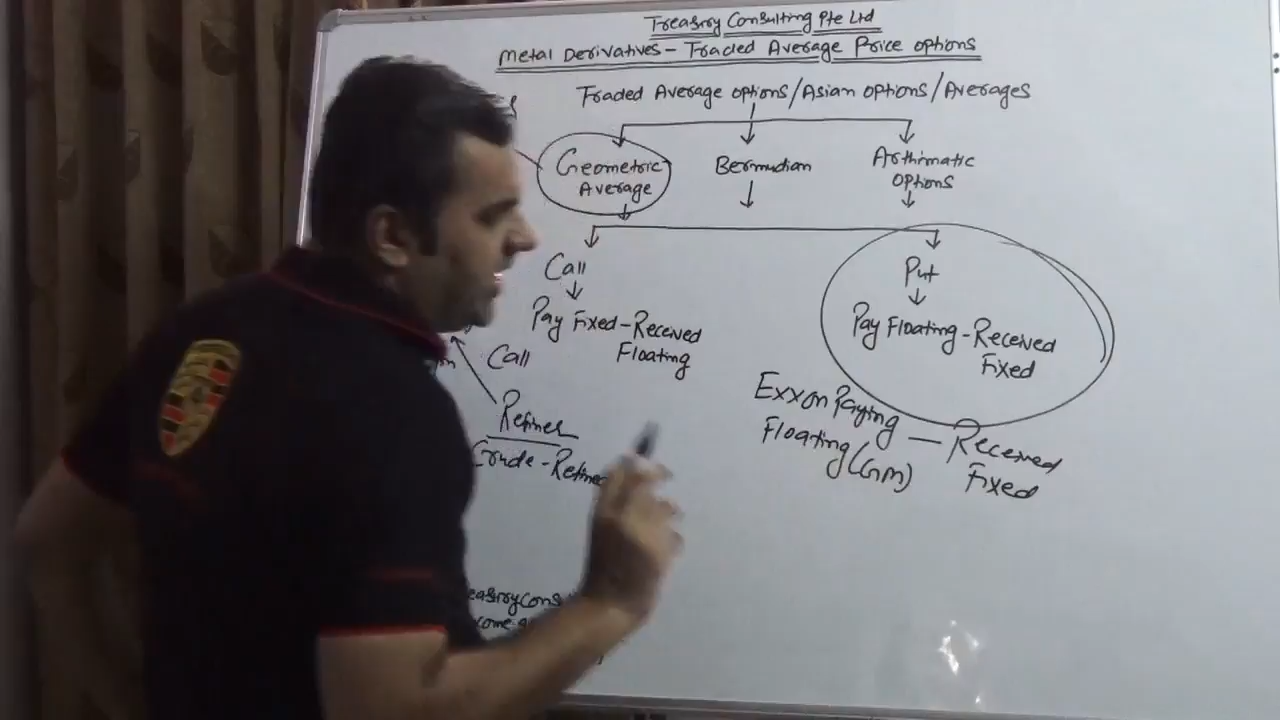 Treasury Consulting Pte Ltd
Metal Derivatives - Traded Average Price options
Traded Average options/Asian options/Averages
Geometric
Average
Bermudian
Arthimatic
options
Call
Put
Pay Fixed-Received
Floating
Pay Floating-Received
Fixed
Call
Refiner
Crude-Refiner
Exxon Paying
Floating (GM) — Received
Fixed